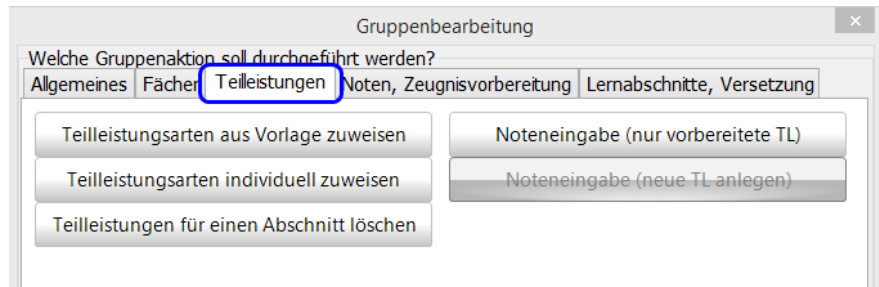 Gruppenbearbeitung
Welche Gruppenaktion soll durchgeführt werden?
Allgemeines Fächer Teilleistungen Noten, Zeugnisvorbereitung Lernabschnitte, Versetzung
Teilleistungsarten aus Vorlage zuweisen Noteneingabe (nur vorbereitete TL)
Teilleistungsarten individuell zuweisen Noteneingabe (neue TL anlegen)
Teilleistungen für einen Abschnitt löschen